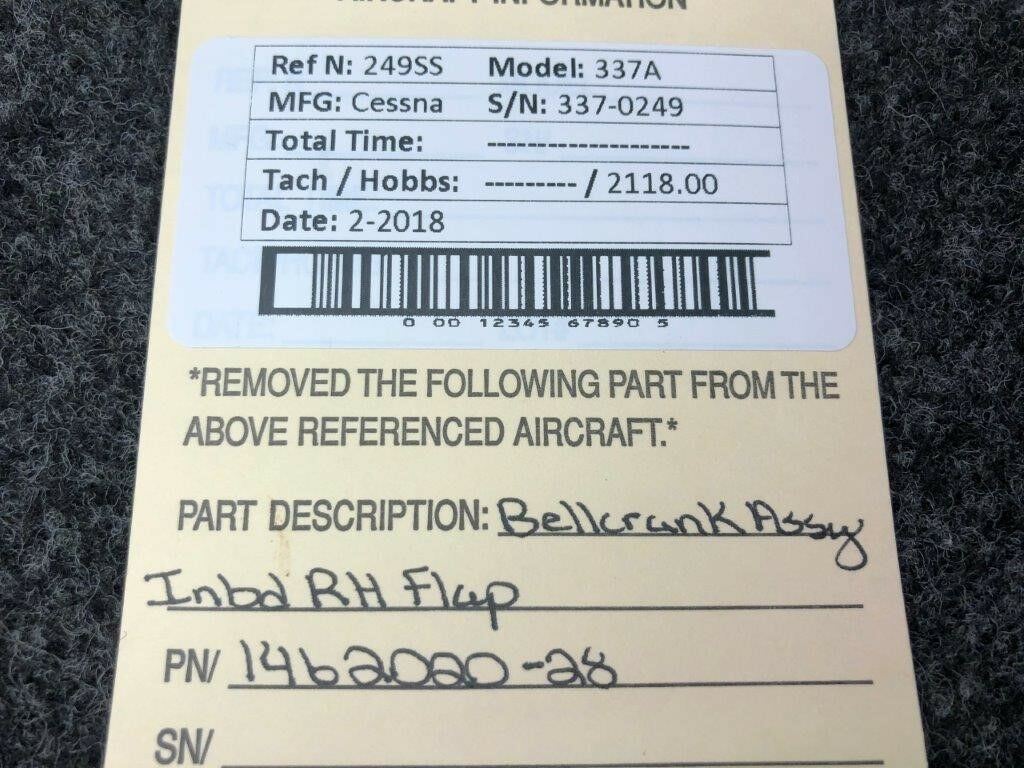 AIRCRAFT INFORMATION
Ref N: 249SS Model: 337A
MFG: Cessna S/N: 337-0249
Total Time: --------------------
Tach / Hobbs: --------- / 2118.00
Date: 2-2018
0 00 12345 67890 5
*REMOVED THE FOLLOWING PART FROM THE
ABOVE REFERENCED AIRCRAFT.*
PART DESCRIPTION: Bellcrank Assy
Inbd RH Flap
PN/ 1462020-28
SN/